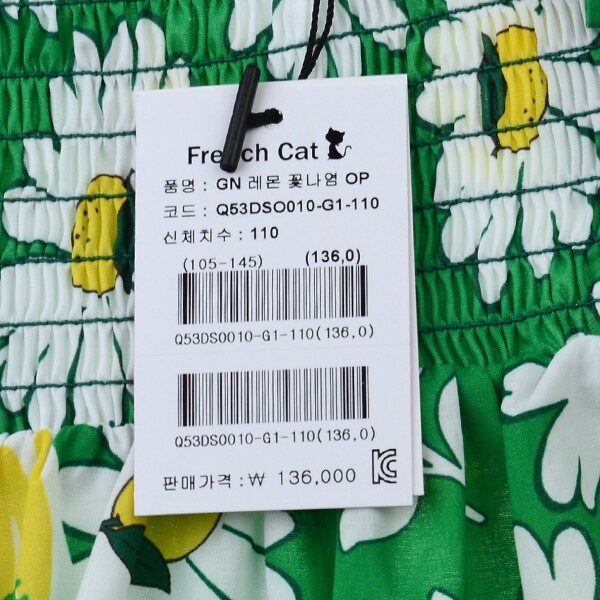 French Cat
품명 : GN 레몬 꽃나염 OP
코드 : Q53DSO010-G1-110
신체치수 : 110
(105-145) (136,0)
Q53DS0010-G1-110(136,0)
Q53DS0010-G1-110(136,0)
판매가격 : ₩ 136,000